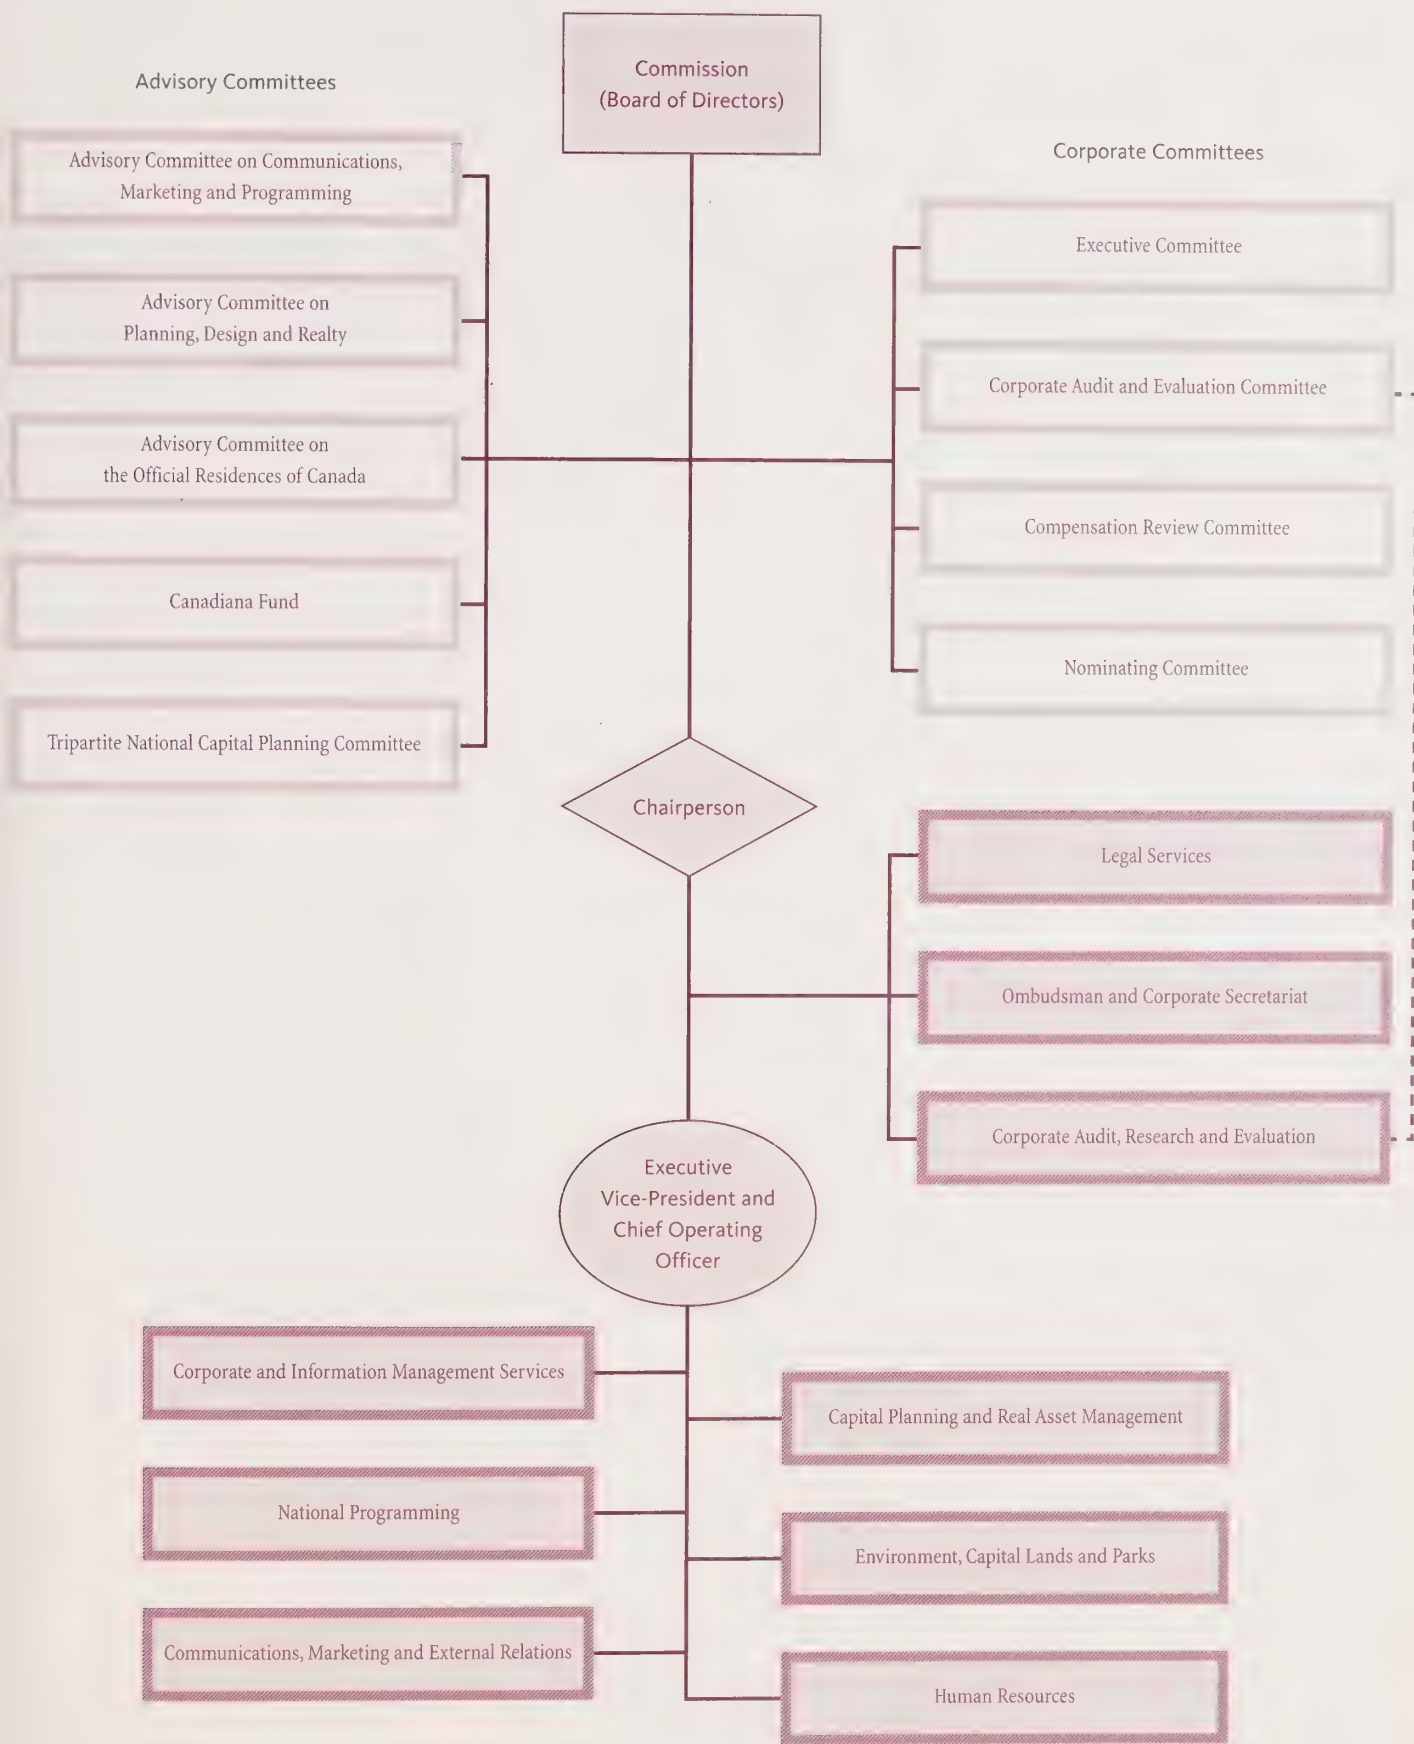 Commission
(Board of Directors)
Advisory Committees
Advisory Committee on Communications,
Marketing and Programming
Advisory Committee on
Planning, Design and Realty
Advisory Committee on
the Official Residences of Canada
Canadiana Fund
Tripartite National Capital Planning Committee
Corporate Committees
Executive Committee
Corporate Audit and Evaluation Committee
Compensation Review Committee
Nominating Committee
Chairperson
Legal Services
Ombudsman and Corporate Secretariat
Corporate Audit, Research and Evaluation
Executive
Vice-President and
Chief Operating
Officer
Corporate and Information Management Services
National Programming
Communications, Marketing and External Relations
Capital Planning and Real Asset Management
Environment, Capital Lands and Parks
Human Resources